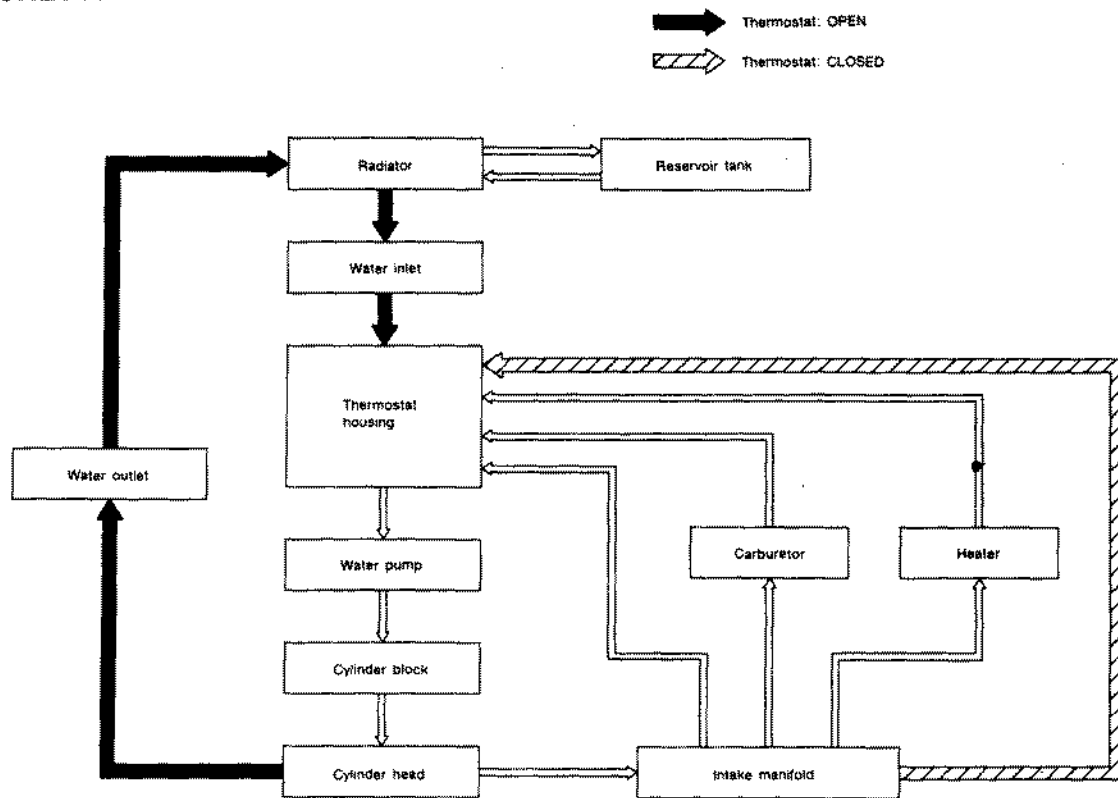 Thermostat: OPEN
Thermostat: CLOSED
Radiator
Reservoir tank
Water inlet
Thermostat
housing
Water outlet
Water pump
Carburetor
Heater
Cylinder block
Cylinder head
Intake manifold